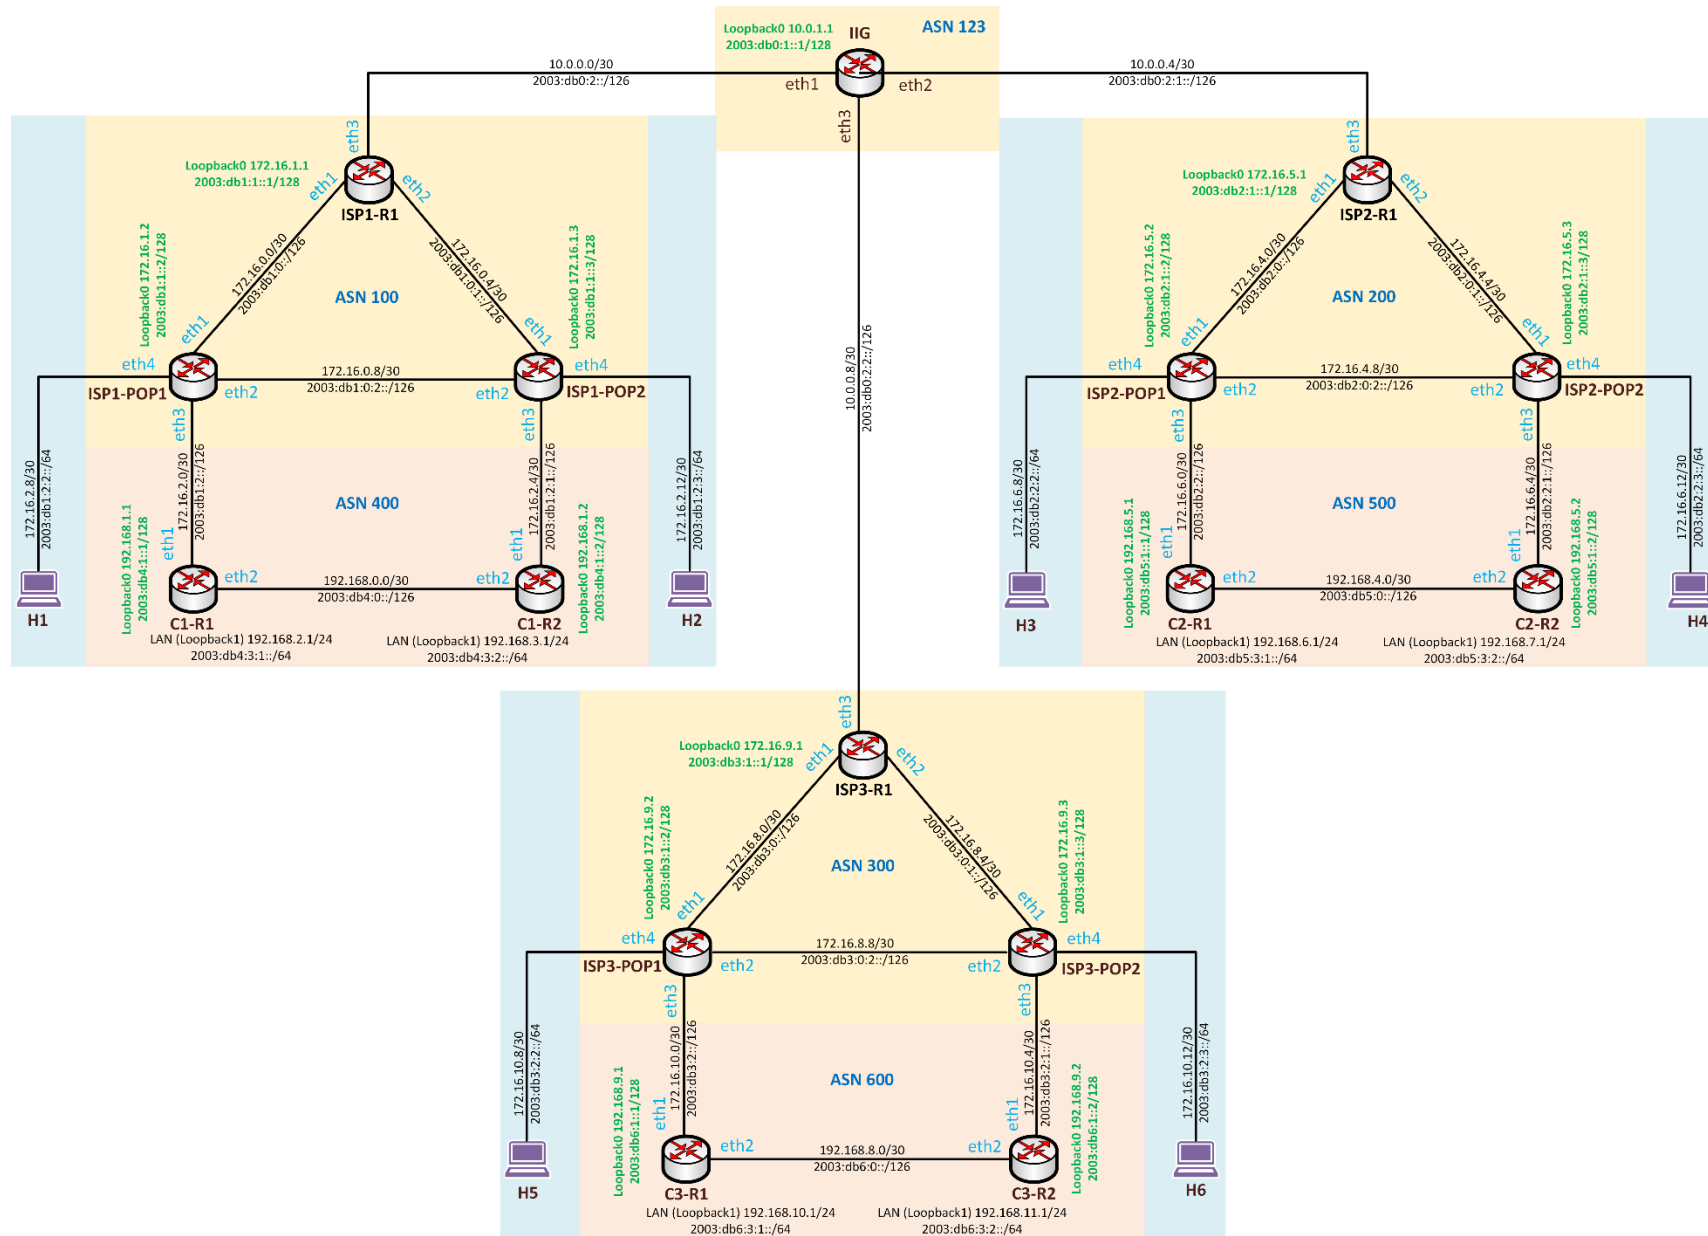 Loopback0 10.0.1.1
2003:db0:1::1/128
IIG
ASN 123
eth1
eth2
eth3
10.0.0.0/30
2003:db0:2::/126
10.0.0.4/30
2003:db0:2:1::/126
10.0.0.8/30
2003:db0:2:2::/126
eth3
Loopback0 172.16.1.1
2003:db1:1::1/128
eth1
eth2
ISP1-R1
Loopback0 172.16.1.2
2003:db1:1::2/128
172.16.0.0/30
2003:db1:0::/126
172.16.0.4/30
2003:db1:0:1::/126
Loopback0 172.16.1.3
2003:db1:1::3/128
ASN 100
eth1
eth1
eth4
eth4
ISP1-POP1
eth2
172.16.0.8/30
2003:db1:0:2::/126
eth2
ISP1-POP2
eth3
eth3
172.16.2.8/30
2003:db1:2:2::/64
172.16.2.0/30
2003:db1:2::/126
ASN 400
172.16.2.4/30
2003:db1:2:1::/126
172.16.2.12/30
2003:db1:2:3::/64
Loopback0 192.168.1.1
2003:db4:1::1/128
Loopback0 192.168.1.2
2003:db4:1::2/128
eth1
eth1
eth2
192.168.0.0/30
2003:db4:0::/126
eth2
H1
C1-R1
C1-R2
H2
LAN (Loopback1) 192.168.2.1/24
2003:db4:3:1::/64
LAN (Loopback1) 192.168.3.1/24
2003:db4:3:2::/64
eth3
Loopback0 172.16.5.1
2003:db2:1::1/128
eth1
eth2
ISP2-R1
Loopback0 172.16.5.2
2003:db2:1::2/128
172.16.4.0/30
2003:db2:0::/126
172.16.4.4/30
2003:db2:0:1::/126
Loopback0 172.16.5.3
2003:db2:1::3/128
ASN 200
eth1
eth1
eth4
eth4
ISP2-POP1
eth2
172.16.4.8/30
2003:db2:0:2::/126
eth2
ISP2-POP2
eth3
eth3
172.16.6.8/30
2003:db2:2:2::/64
172.16.6.0/30
2003:db2:2::/126
ASN 500
172.16.6.4/30
2003:db2:2:1::/126
172.16.6.12/30
2003:db2:2:3::/64
Loopback0 192.168.5.1
2003:db5:1::1/128
Loopback0 192.168.5.2
2003:db5:1::2/128
eth1
eth1
eth2
192.168.4.0/30
2003:db5:0::/126
eth2
H3
C2-R1
C2-R2
H4
LAN (Loopback1) 192.168.6.1/24
2003:db5:3:1::/64
LAN (Loopback1) 192.168.7.1/24
2003:db5:3:2::/64
eth3
Loopback0 172.16.9.1
2003:db3:1::1/128
eth1
eth2
ISP3-R1
Loopback0 172.16.9.2
2003:db3:1::2/128
172.16.8.0/30
2003:db3:0::/126
172.16.8.4/30
2003:db3:0:1::/126
Loopback0 172.16.9.3
2003:db3:1::3/128
ASN 300
eth1
eth1
eth4
eth4
ISP3-POP1
eth2
172.16.8.8/30
2003:db3:0:2::/126
eth2
ISP3-POP2
eth3
eth3
172.16.10.8/30
2003:db3:2:2::/64
172.16.10.0/30
2003:db3:2::/126
ASN 600
172.16.10.4/30
2003:db3:2:1::/126
172.16.10.12/30
2003:db3:2:3::/64
Loopback0 192.168.9.1
2003:db6:1::1/128
Loopback0 192.168.9.2
2003:db6:1::2/128
eth1
eth1
eth2
192.168.8.0/30
2003:db6:0::/126
eth2
H5
C3-R1
C3-R2
H6
LAN (Loopback1) 192.168.10.1/24
2003:db6:3:1::/64
LAN (Loopback1) 192.168.11.1/24
2003:db6:3:2::/64